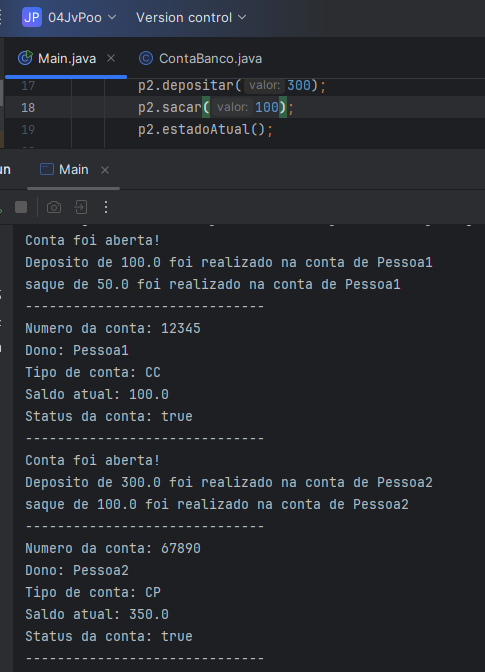 JP 04JvPoo Version control
Main.java ContaBanco.java
17 p2.depositar( valor: 300);
18 p2.sacar( valor: 100);
19 p2.estadoAtual();
un Main
Conta foi aberta!
Deposito de 100.0 foi realizado na conta de Pessoa1
saque de 50.0 foi realizado na conta de Pessoa1
------------------------------
Numero da conta: 12345
Dono: Pessoa1
Tipo de conta: CC
Saldo atual: 100.0
Status da conta: true
------------------------------
Conta foi aberta!
Deposito de 300.0 foi realizado na conta de Pessoa2
saque de 100.0 foi realizado na conta de Pessoa2
------------------------------
Numero da conta: 67890
Dono: Pessoa2
Tipo de conta: CP
Saldo atual: 350.0
Status da conta: true
------------------------------